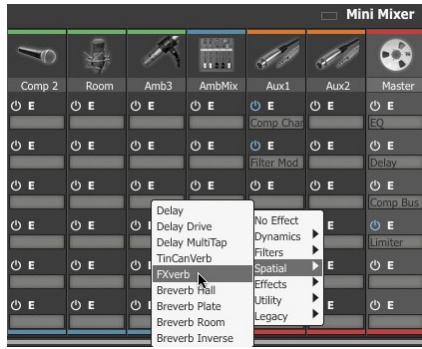 Mini Mixer
Comp 2 Room Amb3 AmbMix Aux1 Aux2 Master
E E E E E E E
Comp Char EQ
E E E E E E E
Filter Mod Delay
E E E E E E E
Comp Bus
E E E E
Limiter
E E E
E E E
Delay
Delay Drive
Delay MultiTap
TinCanVerb
FXverb
Breverb Hall
Breverb Plate
Breverb Room
Breverb Inverse
No Effect
Dynamics
Filters
Spatial
Effects
Utility
Legacy